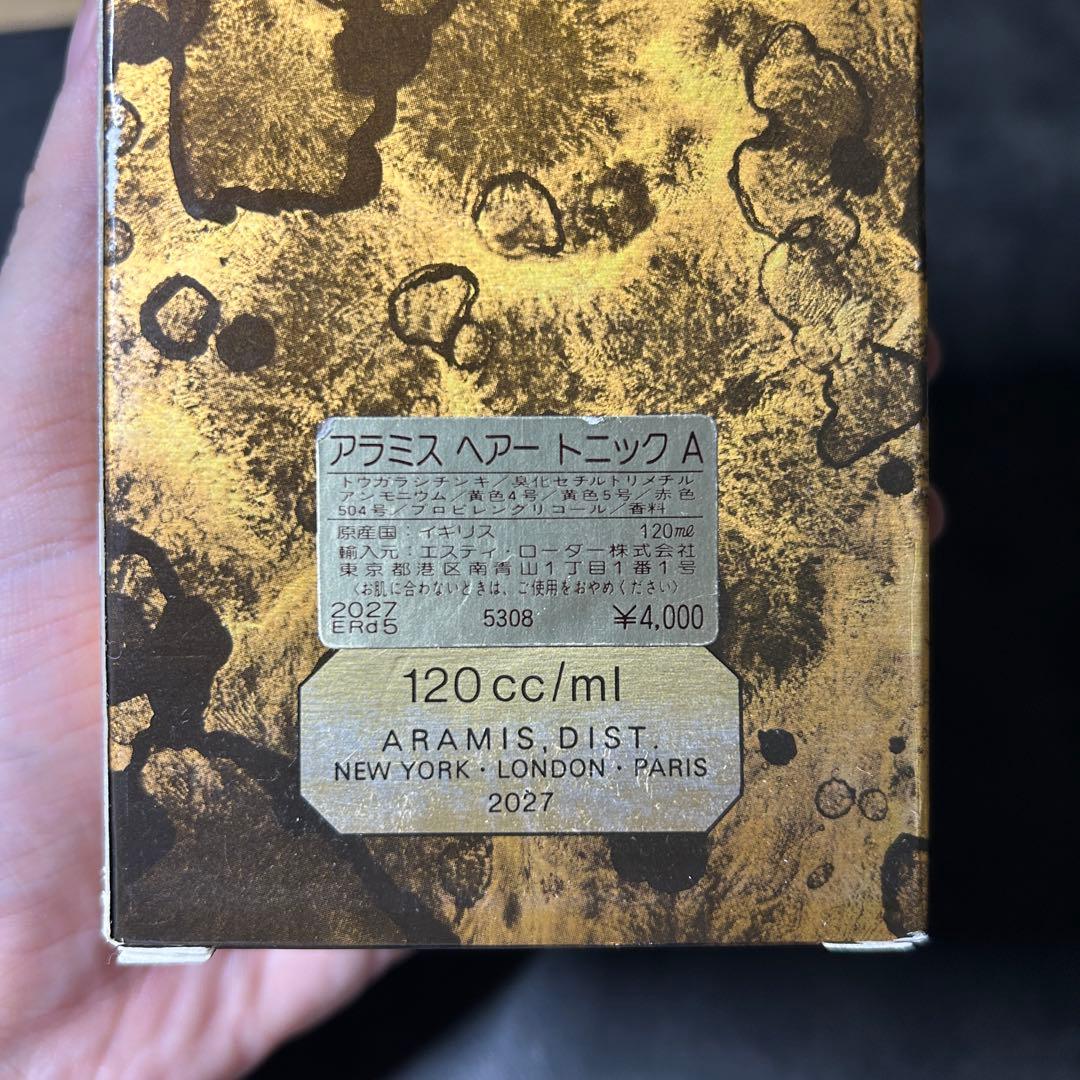 アラミス ヘアー トニック A
トウガラシチンキ／臭化セチルトリメチル
アンモニウム／黄色4号／黄色5号／赤色
504号／プロピレングリコール／香料
原産国：イギリス 120㎖
輸入元：エスティ・ローダー株式会社
東京都港区南青山1丁目1番1号
〈お肌に合わないときは、ご使用をおやめください〉
2027 5308 ¥4,000
ERd5
120cc/ml
ARAMIS, DIST.
NEW YORK · LONDON · PARIS
2027